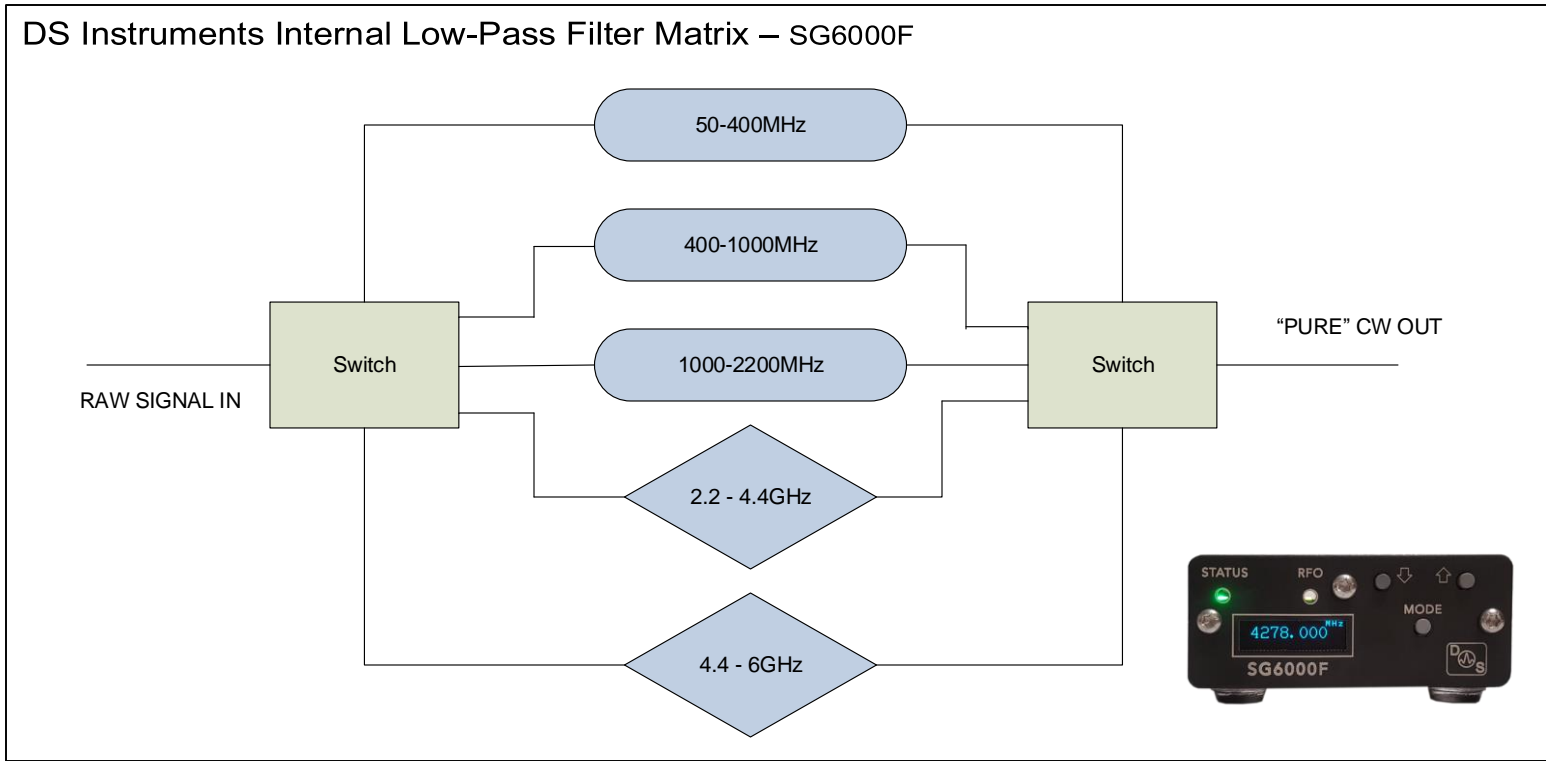 DS Instruments Internal Low-Pass Filter Matrix – SG6000F
50-400MHz
400-1000MHz
Switch
1000-2200MHz
Switch
"PURE" CW OUT
RAW SIGNAL IN
2.2 - 4.4GHz
4.4 - 6GHz
STATUS
RFO
MODE
4278.000 MHz
SG6000F
D S